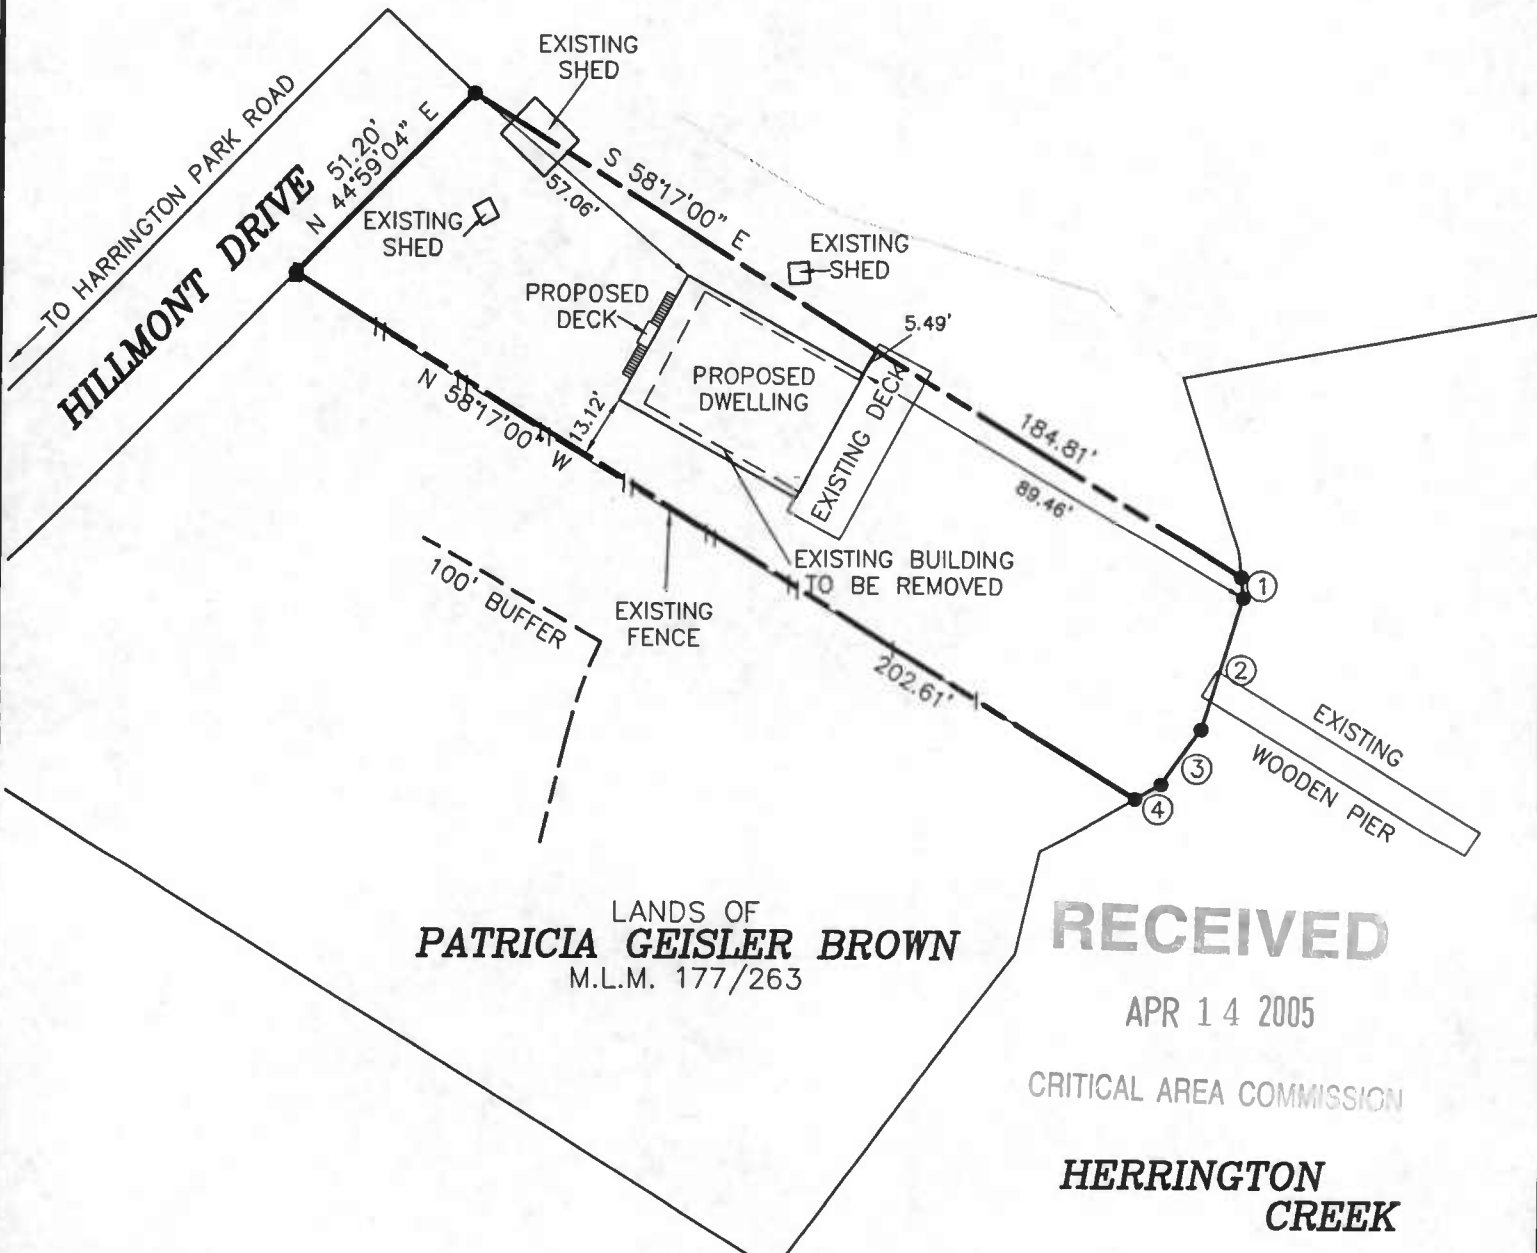 EXISTING
SHED
TO HARRINGTON PARK ROAD
HILLMONT DRIVE
51.20'
N 44°59'04" E
EXISTING
SHED
57.06'
S 58°17'00" E
EXISTING
SHED
PROPOSED
DECK
5.49'
PROPOSED
DWELLING
EXISTING DECK
N 58°17'00" W
13.12'
184.81'
89.46'
EXISTING BUILDING
TO BE REMOVED
100' BUFFER
EXISTING
FENCE
202.61'
1
2
3
4
EXISTING
WOODEN PIER
LANDS OF
PATRICIA GEISLER BROWN
M.L.M. 177/263
RECEIVED
APR 14 2005
CRITICAL AREA COMMISSION
HERRINGTON
CREEK